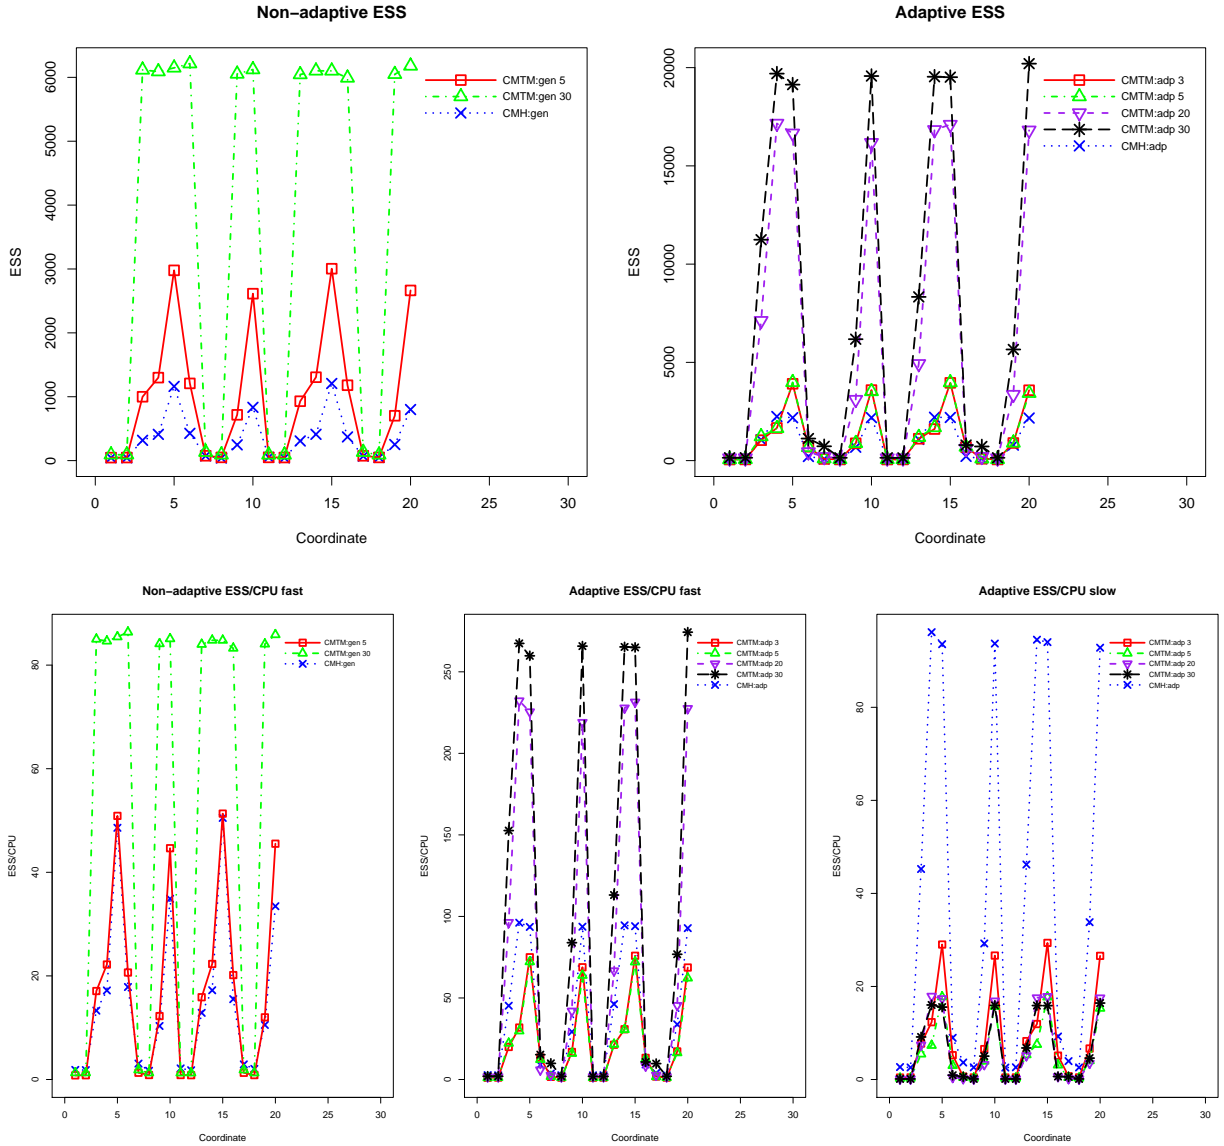 Non−adaptive ESS
ESS
0
1000
2000
3000
4000
5000
6000
0 5 10 15 20 25 30
Coordinate
CMTM:gen 5
CMTM:gen 30
CMH:gen
Adaptive ESS
ESS
0
5000
10000
15000
20000
0 5 10 15 20 25 30
Coordinate
CMTM:adp 3
CMTM:adp 5
CMTM:adp 20
CMTM:adp 30
CMH:adp
Non−adaptive ESS/CPU fast
ESS/CPU
0
20
40
60
80
0 5 10 15 20 25 30
Coordinate
CMTM:gen 5
CMTM:gen 30
CMH:gen
Adaptive ESS/CPU fast
ESS/CPU
0
50
100
150
200
250
0 5 10 15 20 25 30
Coordinate
CMTM:adp 3
CMTM:adp 5
CMTM:adp 20
CMTM:adp 30
CMH:adp
Adaptive ESS/CPU slow
ESS/CPU
0
20
40
60
80
0 5 10 15 20 25 30
Coordinate
CMTM:adp 3
CMTM:adp 5
CMTM:adp 20
CMTM:adp 30
CMH:adp